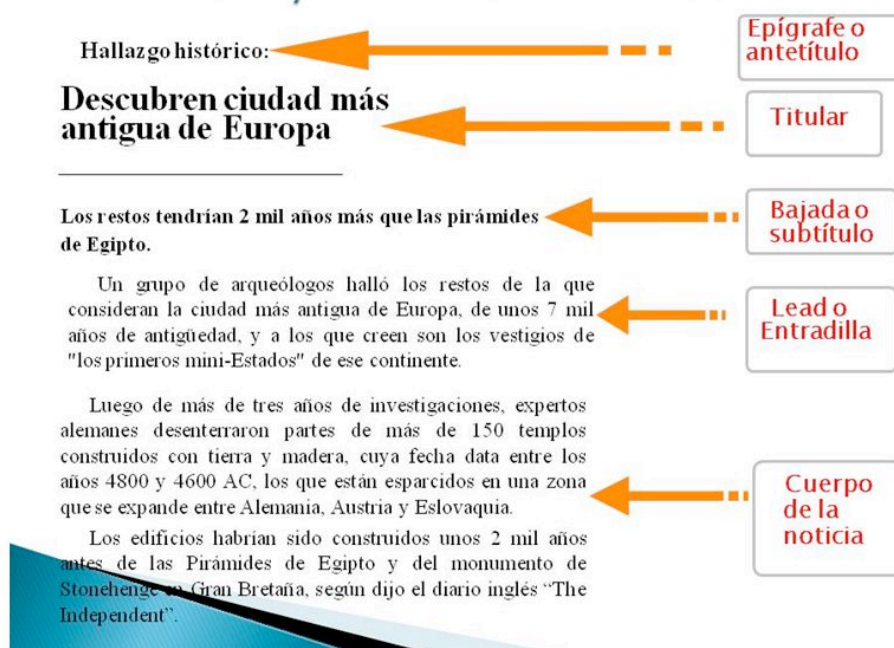 Hallazgo histórico:
Epígrafe o
antetítulo
Descubren ciudad más
antigua de Europa
Titular
Los restos tendrían 2 mil años más que las pirámides
de Egipto.
Bajada o
subtítulo
Un grupo de arqueólogos halló los restos de la que
consideran la ciudad más antigua de Europa, de unos 7 mil
años de antigüedad, y a los que creen son los vestigios de
"los primeros mini-Estados" de ese continente.
Lead o
Entradilla
Luego de más de tres años de investigaciones, expertos
alemanes desenterraron partes de más de 150 templos
construidos con tierra y madera, cuya fecha data entre los
años 4800 y 4600 AC, los que están esparcidos en una zona
que se expande entre Alemania, Austria y Eslovaquia.
Los edificios habrían sido construidos unos 2 mil años
antes de las Pirámides de Egipto y del monumento de
Stonehenge en Gran Bretaña, según dijo el diario inglés “The
Independent”.
Cuerpo
de la
noticia